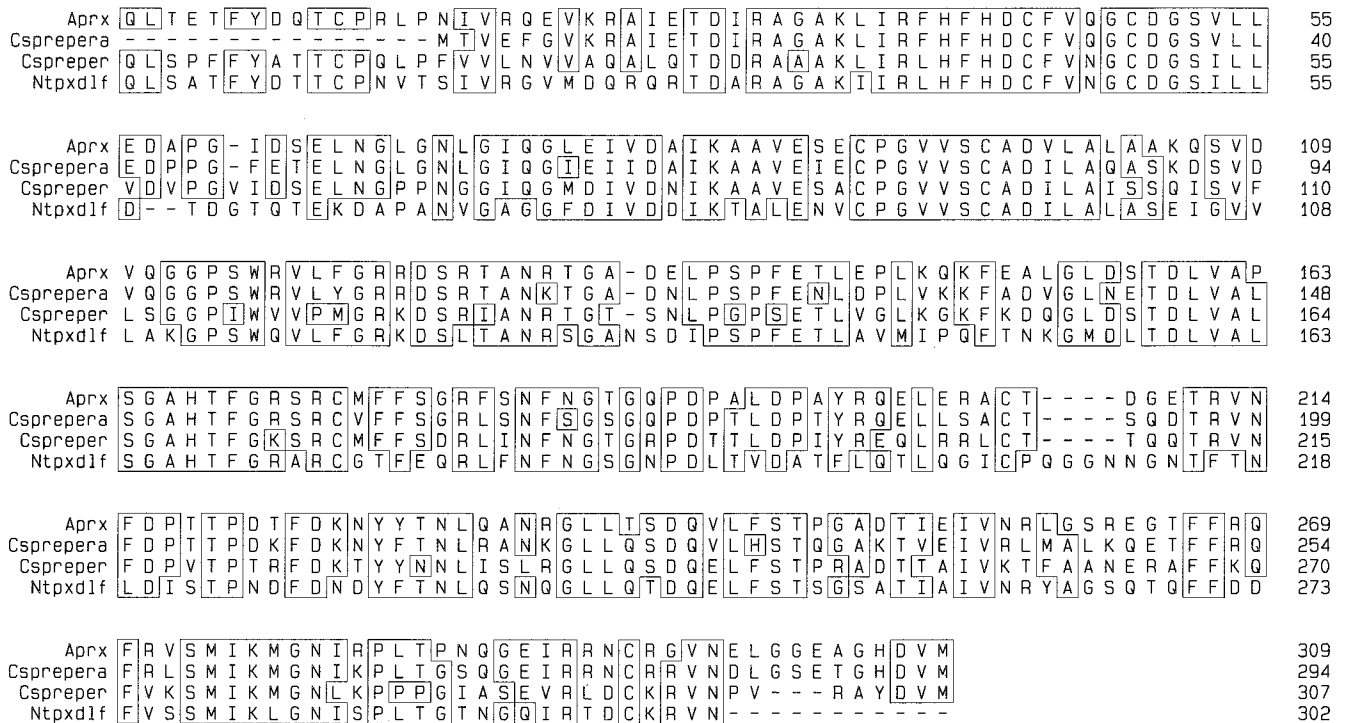 Aprx QLTETFYDQTCPRLPNIVRQEVKRAIETDIRAGAKLIRFHFHDCFVQGCDGSVLL 55
Csprepera ----------------MTVEFGVKRAIETDIRAGAKLIRFHFHDCFVQGCDGSVLL 40
Cspreper QLSPFFYATTCPQLPFVVLNVVAQALQTDDRAAAKLIRLHFHDCFVNGCDGSILL 55
Ntpxdlf QLSATFYDTTCPNVTSIVRGVMDQRQRTDARAGAKIIRLHFHDCFVNGCDGSILL 55
Aprx EDAPG-IDSELNGLGNLGIQGLEIVDAIKAAVESECPGVVSCADVLALAAKQSVD 109
Csprepera EDPPG-FETELNGLGNLGIQGIEIIDAIKAAVEIECPGVVSCADILAQASKDSVD 94
Cspreper VDVPGVIDSELNGPPNGGIQGMDIVDNIKAAVESACPGVVSCADILAISSQISVF 110
Ntpxdlf D--TDGTQTEKDAPANVGAGGFDIVDDIKTALENVCPGVVSCADILALASEIGVV 108
Aprx VQGGPSWRVLFGRRDSRTANRTGA-DELPSPFETLEPLKQKFEALGLDSTDLVAP 163
Csprepera VQGGPSWRVLYGRRDSRTANKTGA-DNLPSPFENLDPLVKKFADVGLNETDLVAL 148
Cspreper LSGGPIWVVPMGRKDSRIANRTGT-SNLPGPSETLVGLKGKFKDQGLDSTDLVAL 164
Ntpxdlf LAKGPSWQVLFGRKDSLTANRSGANSDIPSPFETLAVMIPQFTNKGMDLTDLVAL 163
Aprx SGAHTFGRSRCMFFSGRFSNFNGTGQPDPALDPAYRQELERACT----DGETRVN 214
Csprepera SGAHTFGRSRCVFFSGRLSNFSGSGQPDPTLDPTYRQELLSACT----SQDTRVN 199
Cspreper SGAHTFGKSRCMFFSDRLINFNGTGRPDTTLDPIYREQLRRLCT----TQQTRVN 215
Ntpxdlf SGAHTFGRARCGTFEQRLFNFNGSGNPDLTVDATFLQTLQGICPQGGNNGNTFTN 218
Aprx FDPTTPDTFDKNYYTNLQANRGLLTSDQVLFSTPGADTIEIVNRLGSREGTFFRQ 269
Csprepera FDPTTPDKFDKNYFTNLRANKGLLQSDQVLHSTQGAKTVEIVRLMALKQETFFRQ 254
Cspreper FDPVTPTRFDKTYYNNLISLRGLLQSDQELFSTPRADTTAIVKTFAANERAFFKQ 270
Ntpxdlf LDISTPNDFDNDYFTNLQSNQGLLQTDQELFSTSGSATIAIVNRYAGSQTQFFDD 273
Aprx FRVSMIKMGNIRPLTPNQGEIRRNCRGVNELGGEAGHDVM 309
Csprepera FRLSMIKMGNIKPLTGSQGEIRRNCRRVNDLGSETGHDVM 294
Cspreper FVKSMIKMGNLKPPPGIASEVRLDCKRVNPV---RAYDVM 307
Ntpxdlf FVSSMIKLGNISPLTGTNGQIRTDCKRVN----------- 302